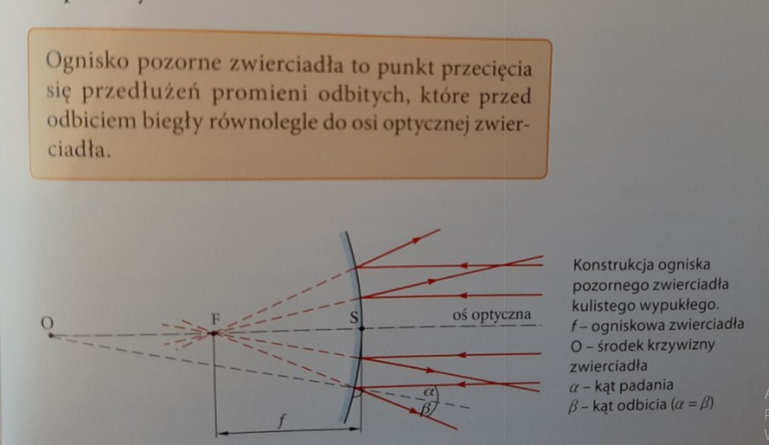 Ognisko pozorne zwierciadła to punkt przecięcia
się przedłużeń promieni odbitych, które przed
odbiciem biegły równolegle do osi optycznej zwier-
ciadła.
O
F
S
oś optyczna
α
β
f
Konstrukcja ogniska
pozornego zwierciadła
kulistego wypukłego.
f – ogniskowa zwierciadła
O – środek krzywizny
zwierciadła
α – kąt padania
β – kąt odbicia (α = β)